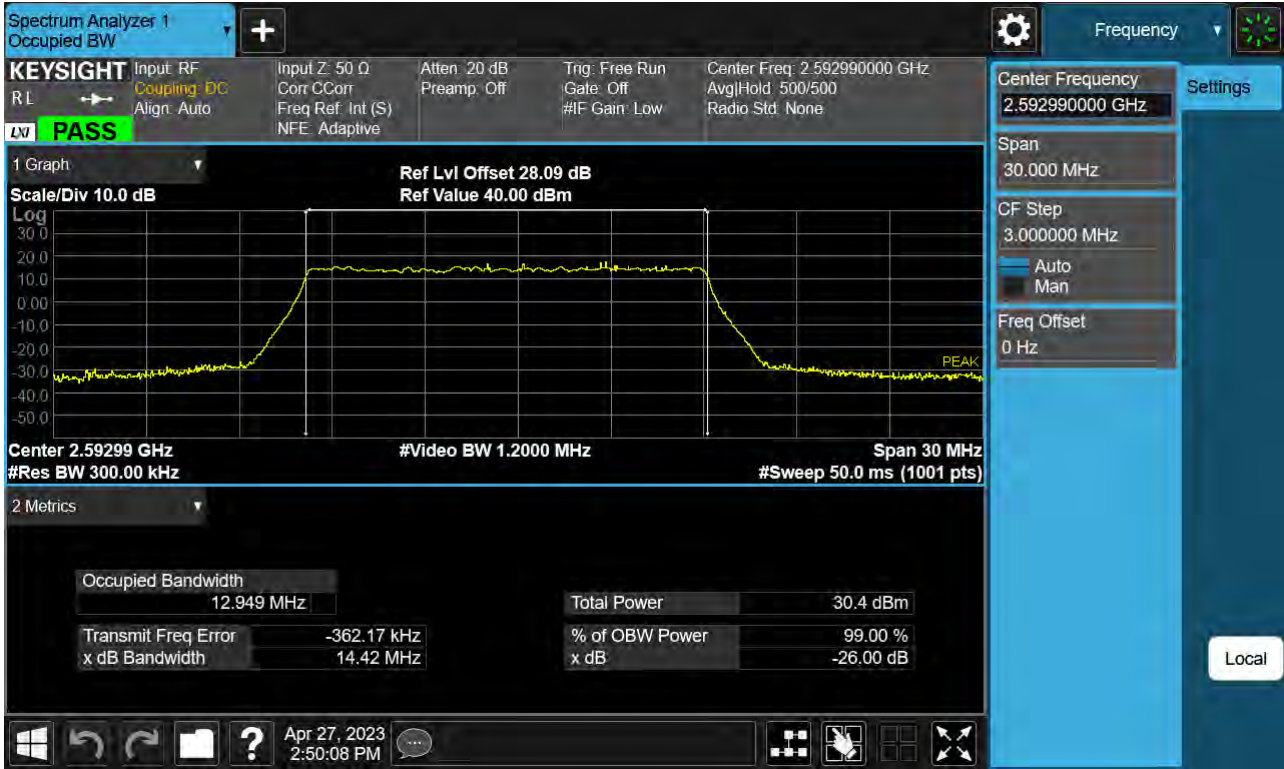 Spectrum Analyzer 1
Occupied BW
Frequency
KEYSIGHT
RL
LXI PASS
Input: RF
Coupling: DC
Align: Auto
Input Z: 50 Ω
Corr CCorr
Freq Ref: Int (S)
NFE: Adaptive
Atten: 20 dB
Preamp: Off
Trig: Free Run
Gate: Off
#IF Gain: Low
Center Freq: 2.592990000 GHz
Avg|Hold: 500/500
Radio Std: None
1 Graph
Scale/Div 10.0 dB
Ref Lvl Offset 28.09 dB
Ref Value 40.00 dBm
Log
30.0
20.0
10.0
0.00
-10.0
-20.0
-30.0
-40.0
-50.0
PEAK
Center 2.59299 GHz
#Video BW 1.2000 MHz
Span 30 MHz
#Res BW 300.00 kHz
#Sweep 50.0 ms (1001 pts)
2 Metrics
Occupied Bandwidth
12.949 MHz
Total Power 30.4 dBm
Transmit Freq Error -362.17 kHz
% of OBW Power 99.00 %
x dB Bandwidth 14.42 MHz
x dB -26.00 dB
Center Frequency
2.592990000 GHz
Settings
Span
30.000 MHz
CF Step
3.000000 MHz
Auto
Man
Freq Offset
0 Hz
Local
?
Apr 27, 2023
2:50:08 PM